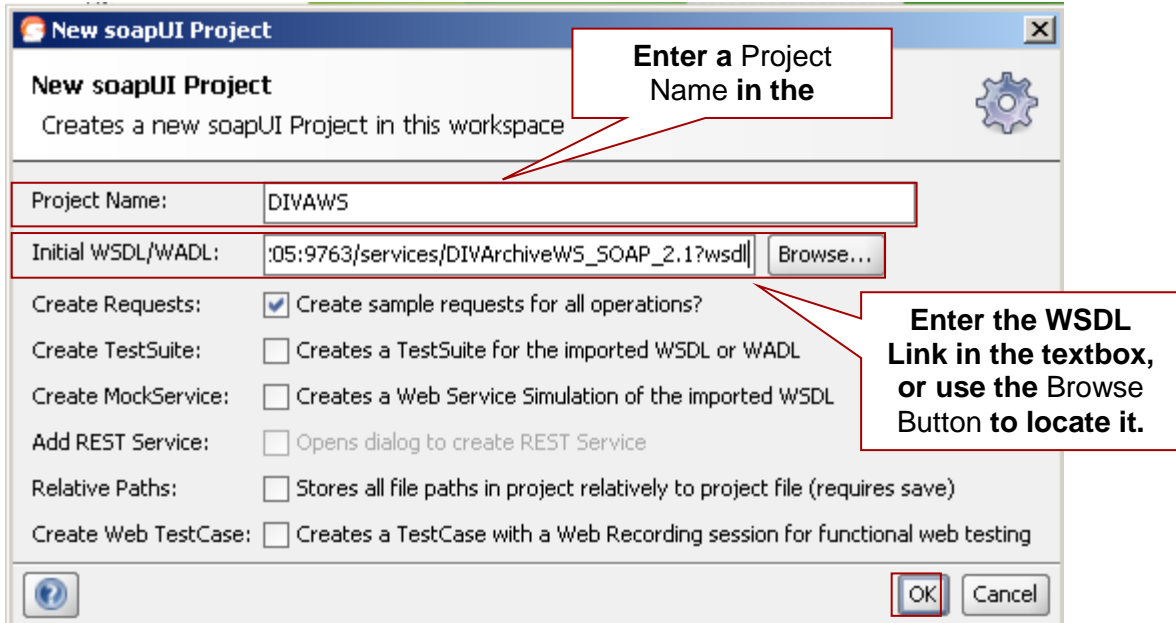 New soapUI Project
Enter a Project
Name in the
New soapUI Project
Creates a new soapUI Project in this workspace
Project Name: DIVAWS
Initial WSDL/WADL: :05:9763/services/DIVArchiveWS_SOAP_2.1?wsdl Browse...
Create Requests: Create sample requests for all operations?
Create TestSuite: Creates a TestSuite for the imported WSDL or WADL
Create MockService: Creates a Web Service Simulation of the imported WSDL
Add REST Service: Opens dialog to create REST Service
Relative Paths: Stores all file paths in project relatively to project file (requires save)
Create Web TestCase: Creates a TestCase with a Web Recording session for functional web testing
Enter the WSDL
Link in the textbox,
or use the Browse
Button to locate it.
OK Cancel